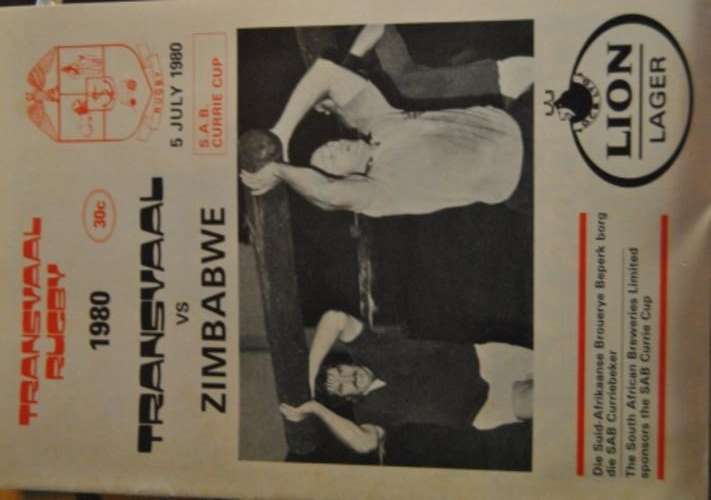 RUGBY
5 JULY 1980
S.A.B.
CURRIE CUP
TRANSVAAL
RUGBY
30c
1980
TRANSVAAL
vs
ZIMBABWE
LION
LAGER
Die Suid-Afrikaanse Brouerye Beperk borg
die SAB Curriebeker
The South African Breweries Limited
sponsors the SAB Currie Cup